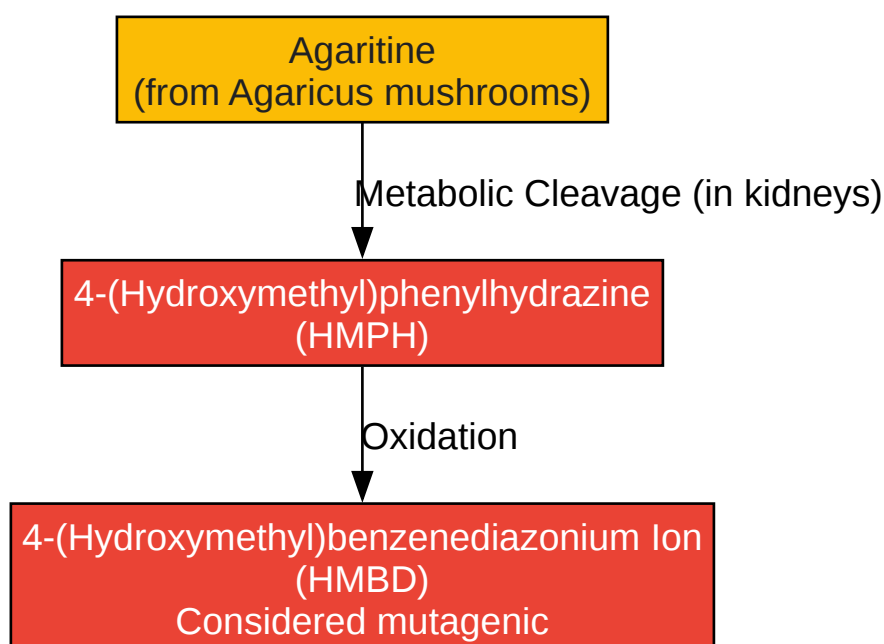 Agaritine
(from Agaricus mushrooms)
Metabolic Cleavage (in kidneys)
4-(Hydroxymethyl)phenylhydrazine
(HMPH)
Oxidation
4-(Hydroxymethyl)benzenediazonium Ion
(HMBD)
Considered mutagenic